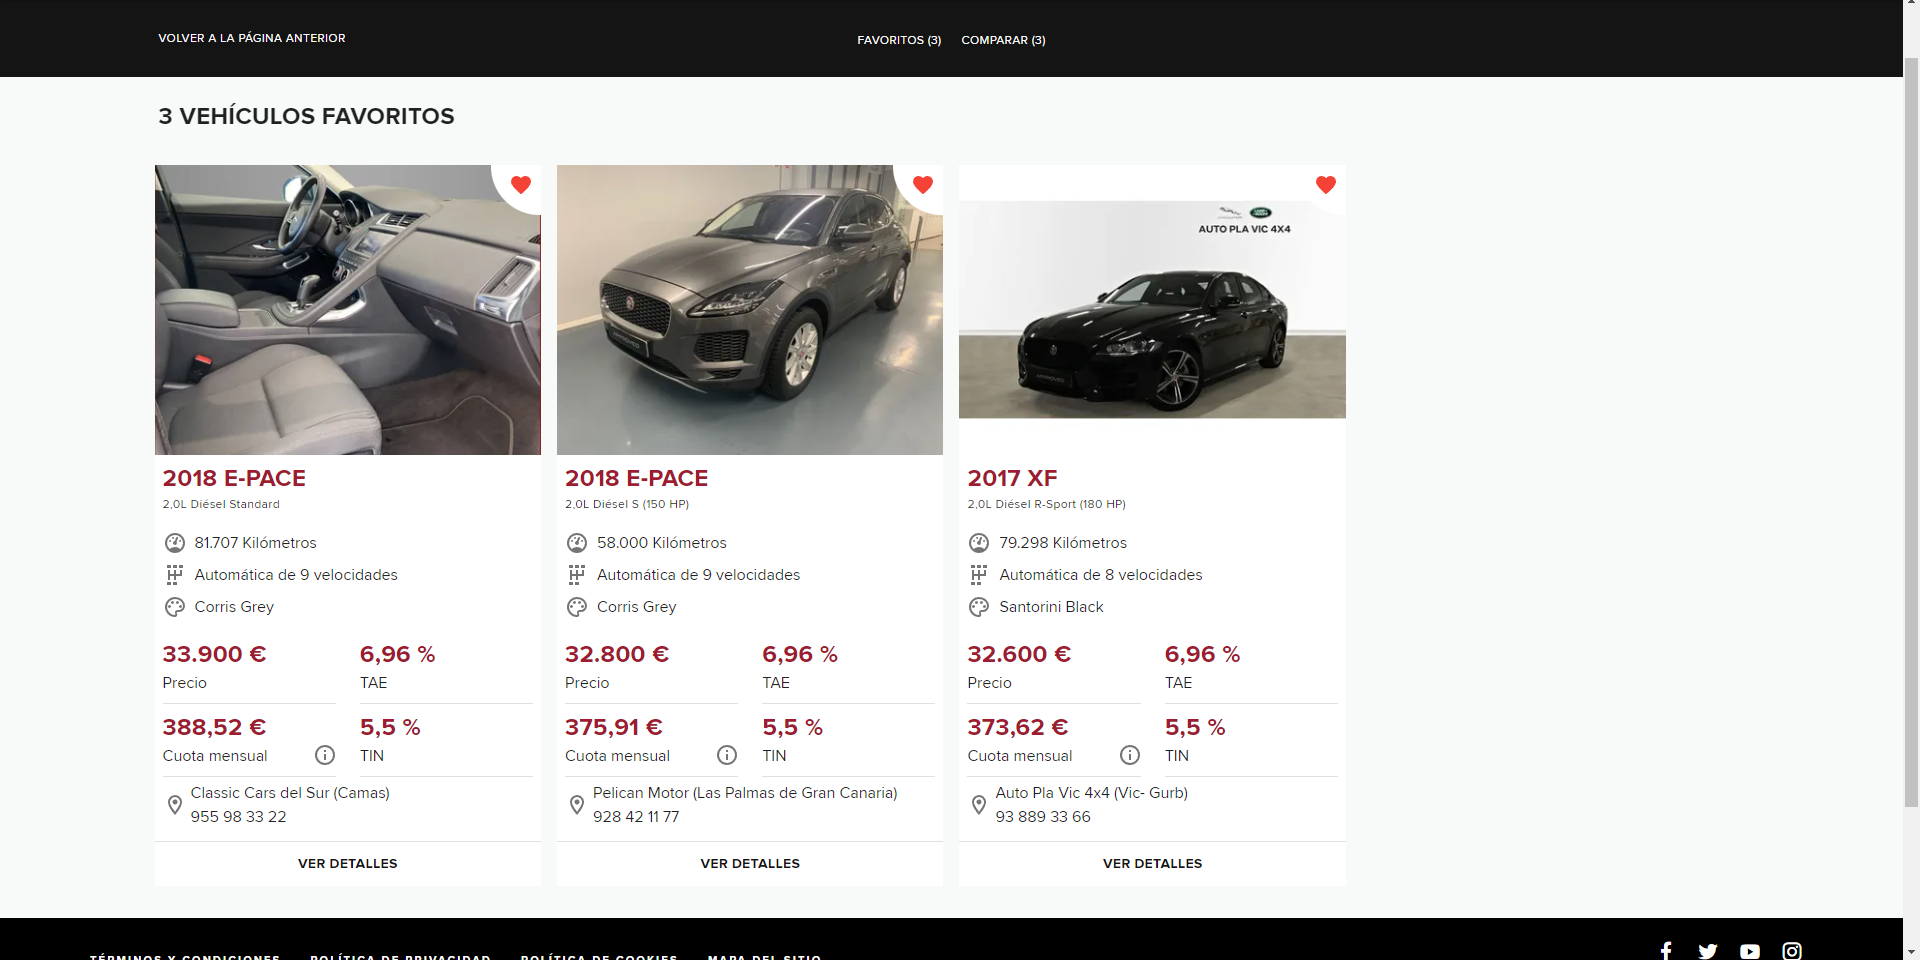 VOLVER A LA PÁGINA ANTERIOR
FAVORITOS (3) COMPARAR (3)
3 VEHÍCULOS FAVORITOS
2018 E-PACE
2,0L Diésel Standard
81.707 Kilómetros
Automática de 9 velocidades
Corris Grey
33.900 €
Precio
6,96 %
TAE
388,52 €
Cuota mensual
5,5 %
TIN
Classic Cars del Sur (Camas)
955 98 33 22
VER DETALLES
APPROVED
2018 E-PACE
2,0L Diésel S (150 HP)
58.000 Kilómetros
Automática de 9 velocidades
Corris Grey
32.800 €
Precio
6,96 %
TAE
375,91 €
Cuota mensual
5,5 %
TIN
Pelican Motor (Las Palmas de Gran Canaria)
928 42 11 77
VER DETALLES
AUTO PLA VIC 4X4
APPROVED
2017 XF
2,0L Diésel R-Sport (180 HP)
79.298 Kilómetros
Automática de 8 velocidades
Santorini Black
32.600 €
Precio
6,96 %
TAE
373,62 €
Cuota mensual
5,5 %
TIN
Auto Pla Vic 4x4 (Vic- Gurb)
93 889 33 66
VER DETALLES
TÉRMINOS Y CONDICIONES POLÍTICA DE PRIVACIDAD POLÍTICA DE COOKIES MAPA DEL SITIO